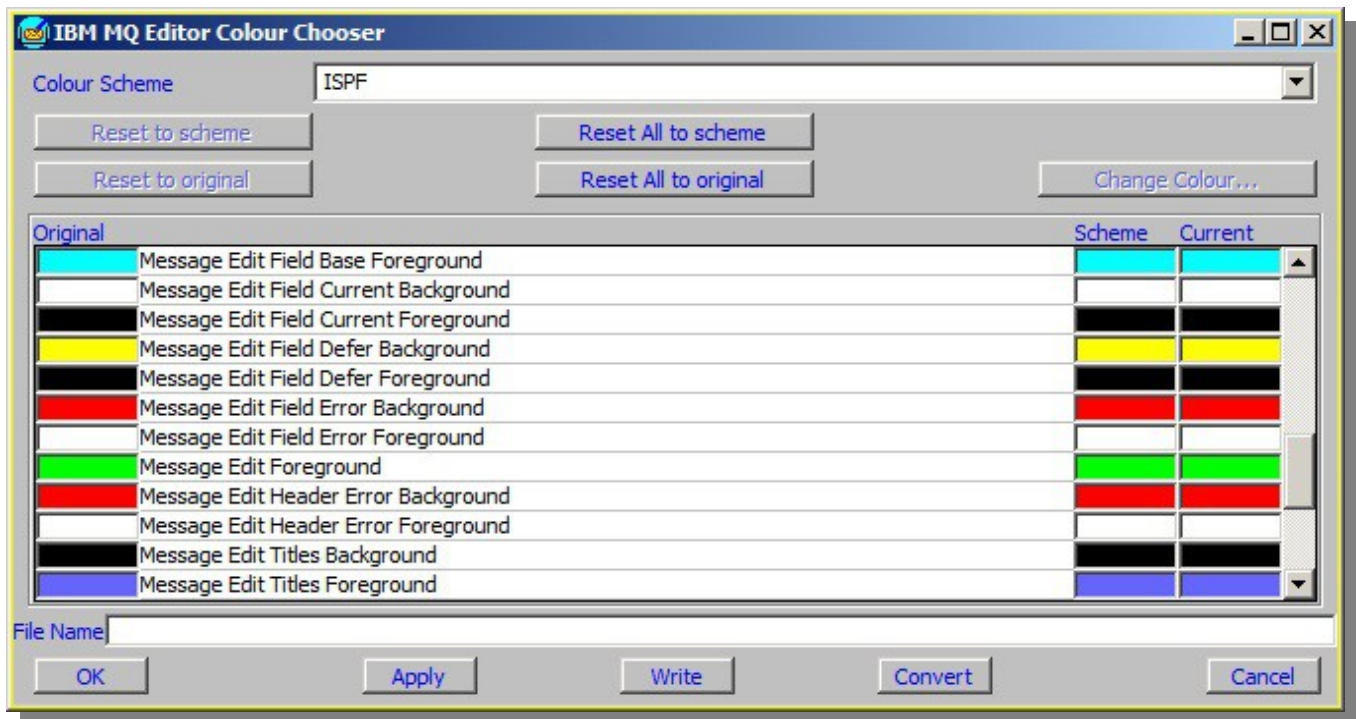 IBM MQ Editor Colour Chooser
Colour Scheme ISPF
Reset to scheme Reset All to scheme
Reset to original Reset All to original Change Colour...
Original Scheme Current
Message Edit Field Base Foreground
Message Edit Field Current Background
Message Edit Field Current Foreground
Message Edit Field Defer Background
Message Edit Field Defer Foreground
Message Edit Field Error Background
Message Edit Field Error Foreground
Message Edit Foreground
Message Edit Header Error Background
Message Edit Header Error Foreground
Message Edit Titles Background
Message Edit Titles Foreground
File Name
OK Apply Write Convert Cancel